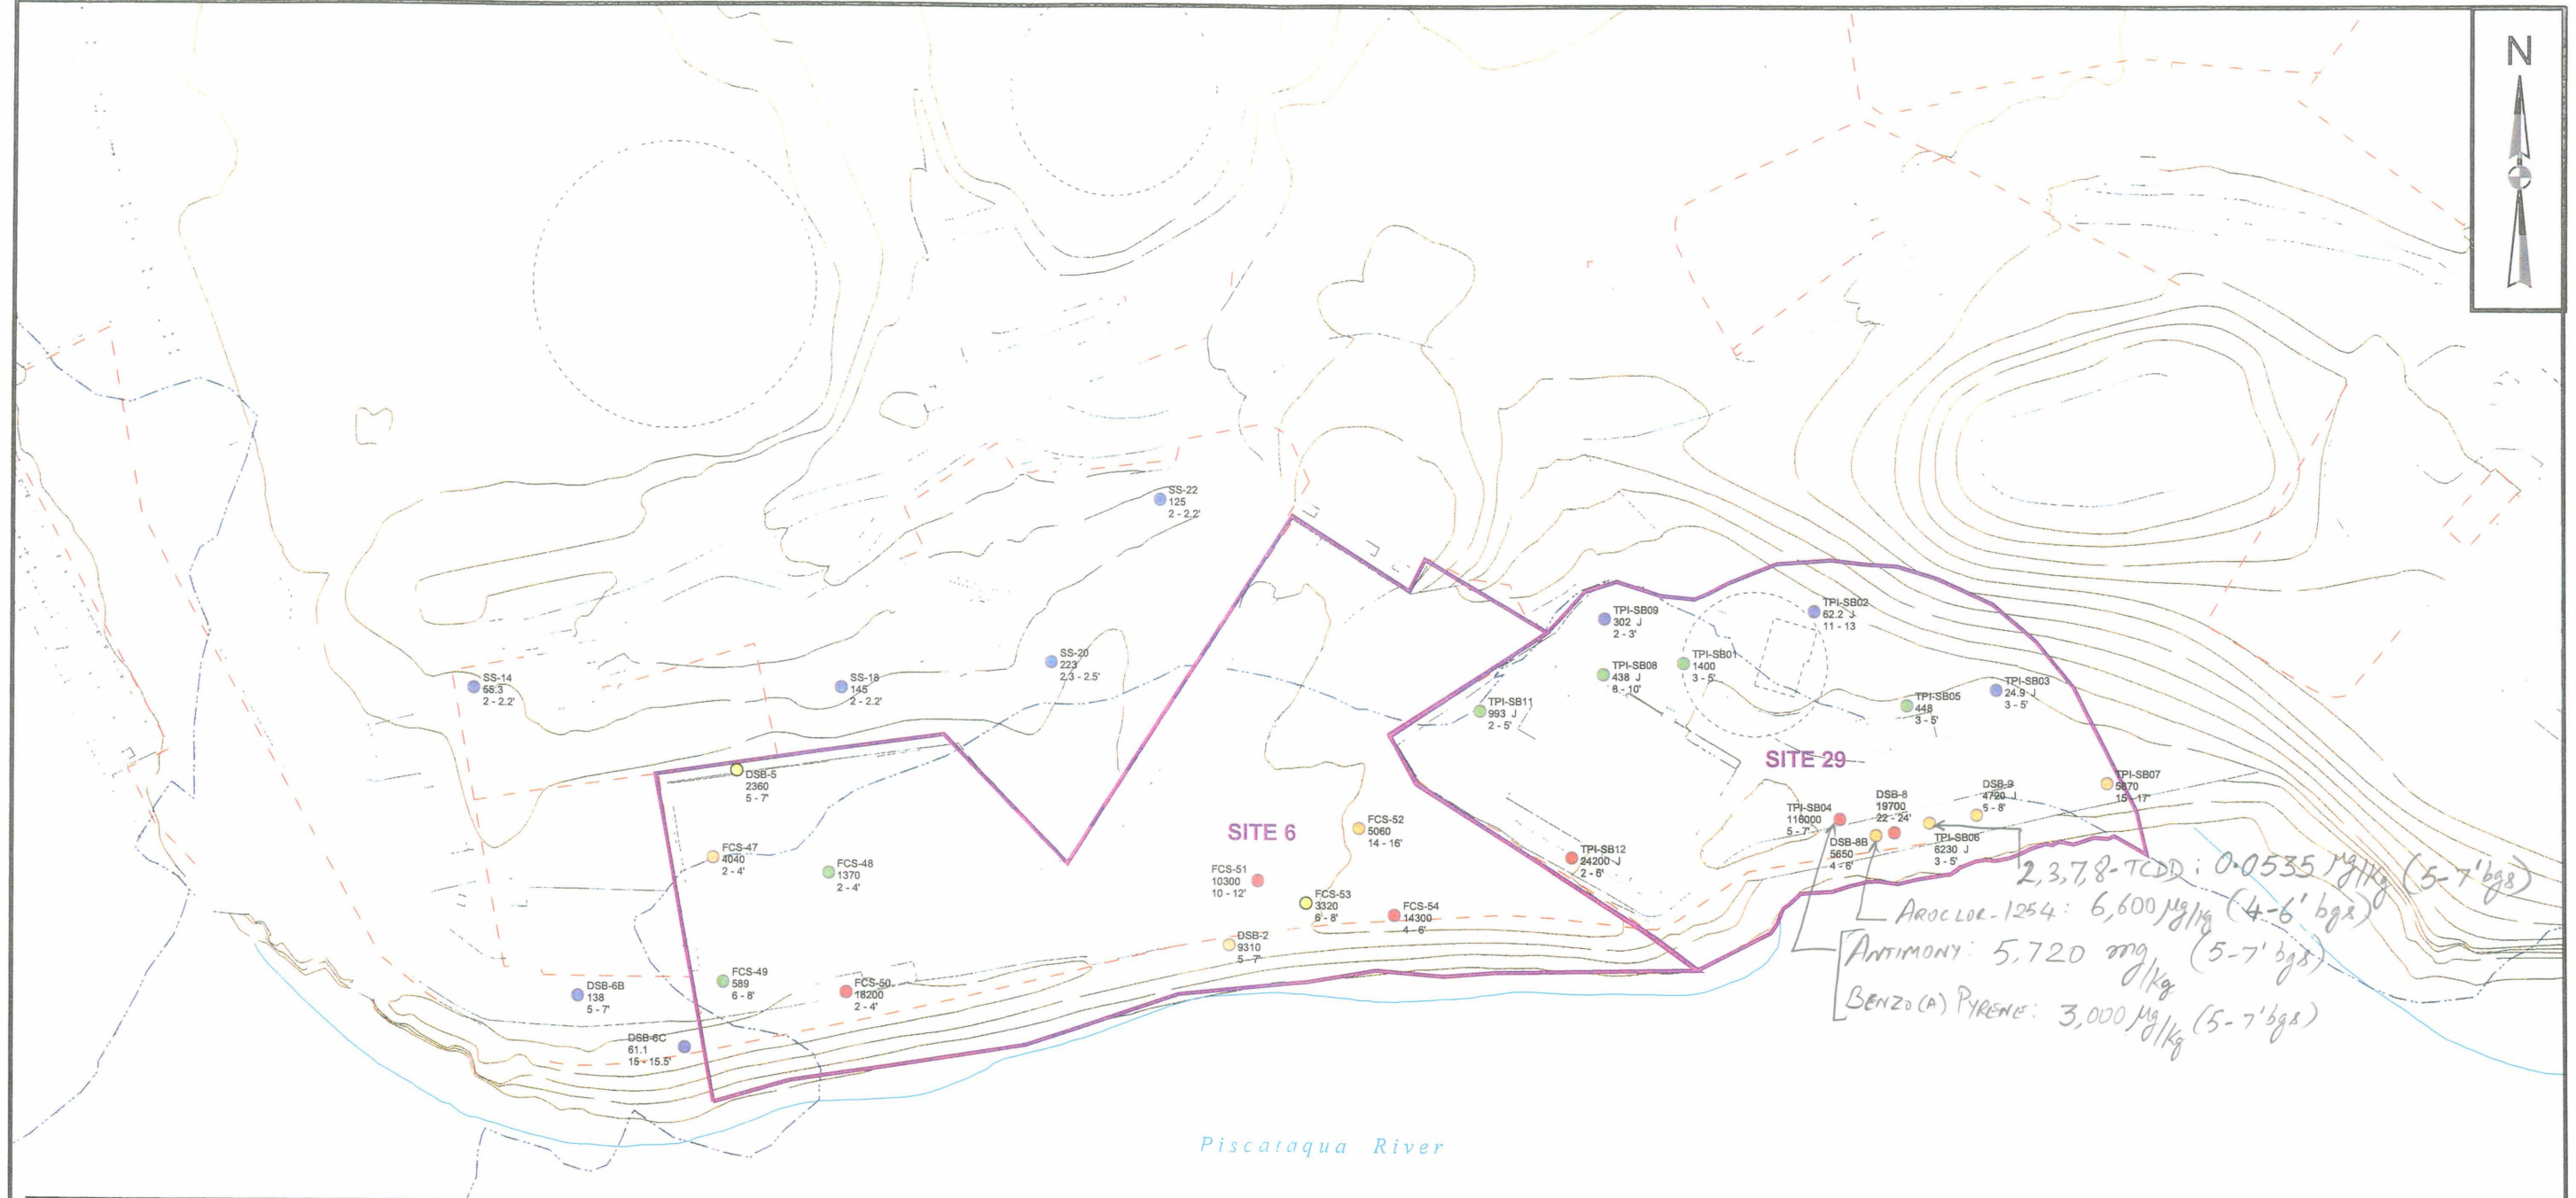 N
SS-22
125
2 - 2.2'
SS-20
223
2.3 - 2.5'
SS-14
55.3
2 - 2.2'
SS-18
145
2 - 2.2'
TPI-SB09
302 J
2 - 3'
TPI-SB02
62.2 J
11 - 13
TPI-SB08
438 J
6 - 10'
TPI-SB01
1400
3 - 5'
TPI-SB11
993 J
2 - 5'
TPI-SB05
448
3 - 5'
TPI-SB03
24.9 J
3 - 5'
SITE 29
DSB-5
2360
5 - 7'
TPI-SB07
5870
15 - 17'
DSB-9
4720 J
5 - 8'
DSB-8
19700
22 - 24'
TPI-SB04
116000
5 - 7'
DSB-8B
5650
4 - 6'
TPI-SB06
6230 J
3 - 5'
SITE 6
FCS-52
5060
14 - 16'
FCS-47
4040
2 - 4'
FCS-48
1370
2 - 4'
FCS-51
10300
10 - 12'
TPI-SB12
24200 J
2 - 6'
FCS-53
3320
6 - 8'
FCS-54
14300
4 - 6'
DSB-2
9310
5 - 7'
FCS-49
589
6 - 8'
FCS-50
18200
2 - 4'
DSB-6B
138
5 - 7'
DSB-6C
61.1
15 - 15.5'
2,3,7,8-TCDD: 0.0535 µg/kg (5-7' bgs)
AROCLOR-1254: 6,600 µg/kg (4-6' bgs)
ANTIMONY: 5,720 mg/kg (5-7' bgs)
BENZO(A) PYRENE: 3,000 µg/kg (5-7' bgs)
Piscataqua River